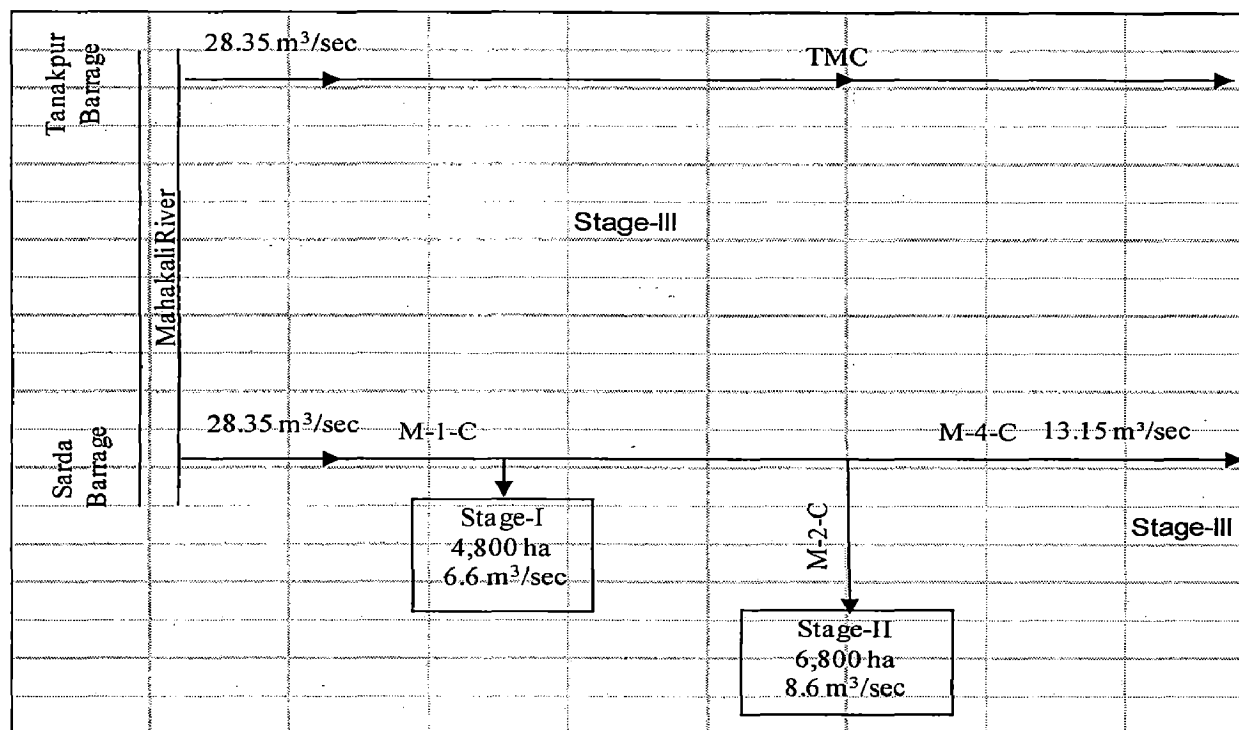 Tanakpur
Barrage
28.35 m³/sec
TMC
MahakaliRiver
Stage-III
Sarda
Barrage
28.35 m³/sec
M-1-C
M-4-C 13.15 m³/sec
Stage-I
4,800 ha
6.6 m³/sec
M-2-C
Stage-III
Stage-II
6,800 ha
8.6 m³/sec